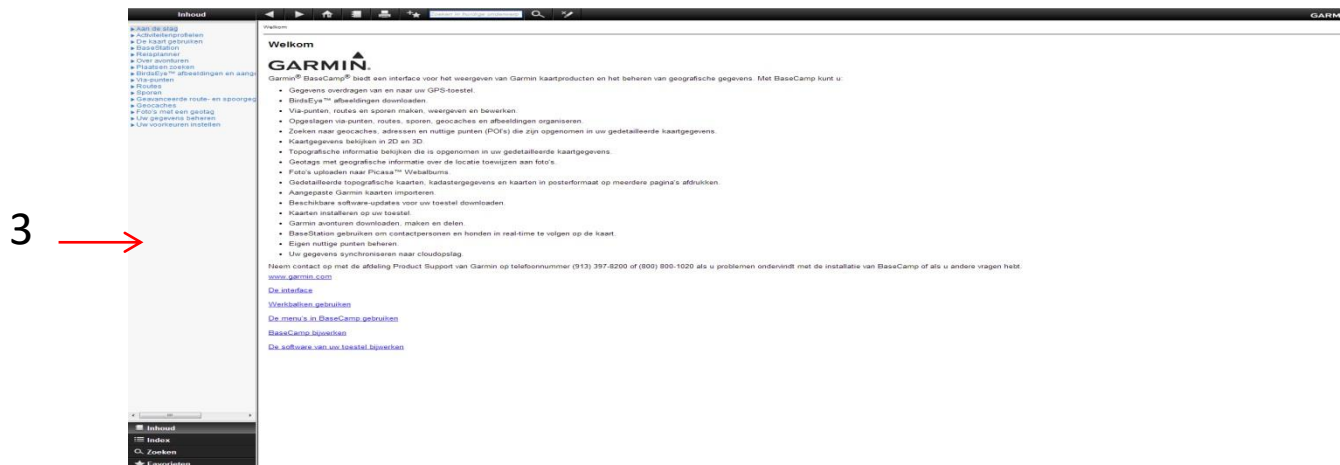 Inhoud
GARM
Aan de slag
Activiteitenprofielen
De kaart gebruiken
BaseStation
Reisplanner
Over avonturen
Plaatsen zoeken
BirdsEye™ afbeeldingen en aang
Via-punten
Routes
Sporen
Geavanceerde route- en spoorgeg
Geocaches
Foto's met een geotag
Uw gegevens beheren
Uw voorkeuren instellen
3
Inhoud
Index
Zoeken
Favorieten
Welkom
Welkom
GARMIN.
Garmin® BaseCamp® biedt een interface voor het weergeven van Garmin kaartproducten en het beheren van geografische gegevens. Met BaseCamp kunt u:
• Gegevens overdragen van en naar uw GPS-toestel.
• BirdsEye™ afbeeldingen downloaden.
• Via-punten, routes en sporen maken, weergeven en bewerken.
• Opgeslagen via-punten, routes, sporen, geocaches en afbeeldingen organiseren.
• Zoeken naar geocaches, adressen en nuttige punten (POI's) die zijn opgenomen in uw gedetailleerde kaartgegevens.
• Kaartgegevens bekijken in 2D en 3D.
• Topografische informatie bekijken die is opgenomen in uw gedetailleerde kaartgegevens.
• Geotags met geografische informatie over de locatie toewijzen aan foto's.
• Foto's uploaden naar Picasa™ Webalbums.
• Gedetailleerde topografische kaarten, kadastergegevens en kaarten in posterformaat op meerdere pagina's afdrukken.
• Aangepaste Garmin kaarten importeren.
• Beschikbare software-updates voor uw toestel downloaden.
• Kaarten installeren op uw toestel.
• Garmin avonturen downloaden, maken en delen.
• BaseStation gebruiken om contactpersonen en honden in real-time te volgen op de kaart.
• Eigen nuttige punten beheren.
• Uw gegevens synchroniseren naar cloudopslag.
Neem contact op met de afdeling Product Support van Garmin op telefoonnummer (913) 397-8200 of (800) 800-1020 als u problemen ondervindt met de installatie van BaseCamp of als u andere vragen hebt.
www.garmin.com
De interface
Werkbalken gebruiken
De menu's in BaseCamp gebruiken
BaseCamp bijwerken
De software van uw toestel bijwerken